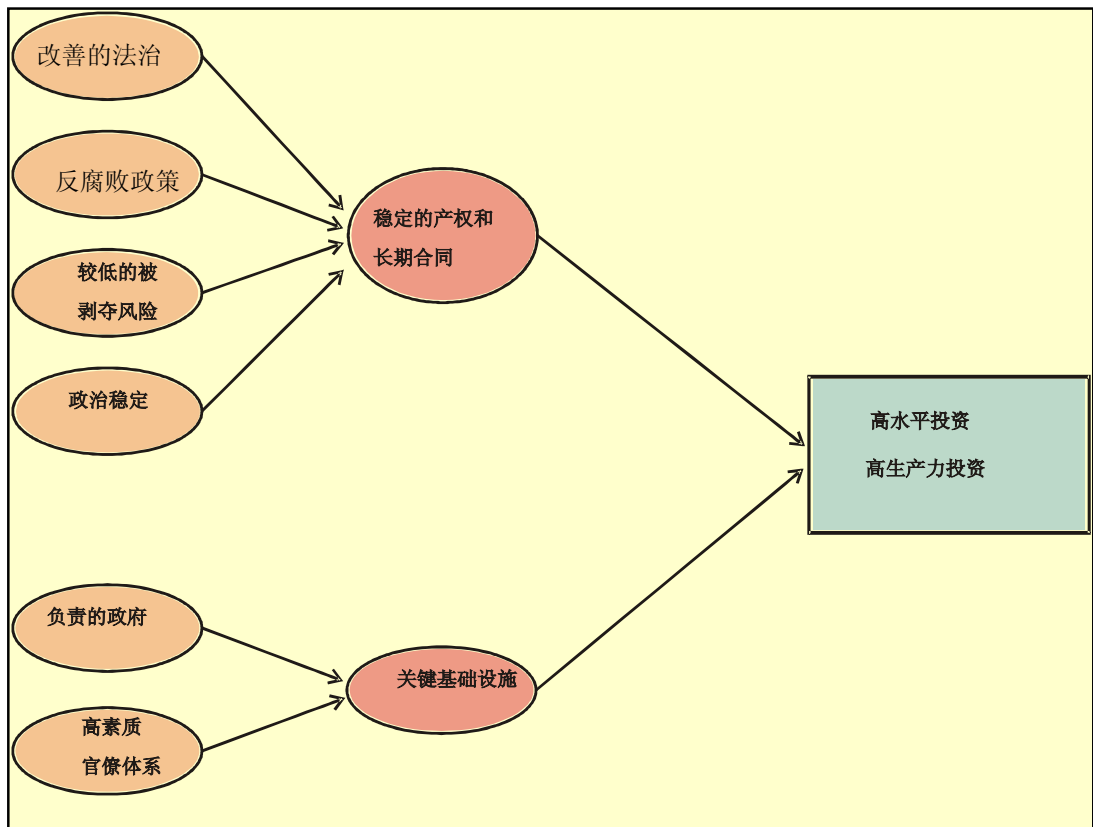 改善的法治
反腐败政策
较低的被
剥夺风险
政治稳定
稳定的产权和
长期合同
高水平投资
高生产力投资
负责的政府
高素质
官僚体系
关键基础设施